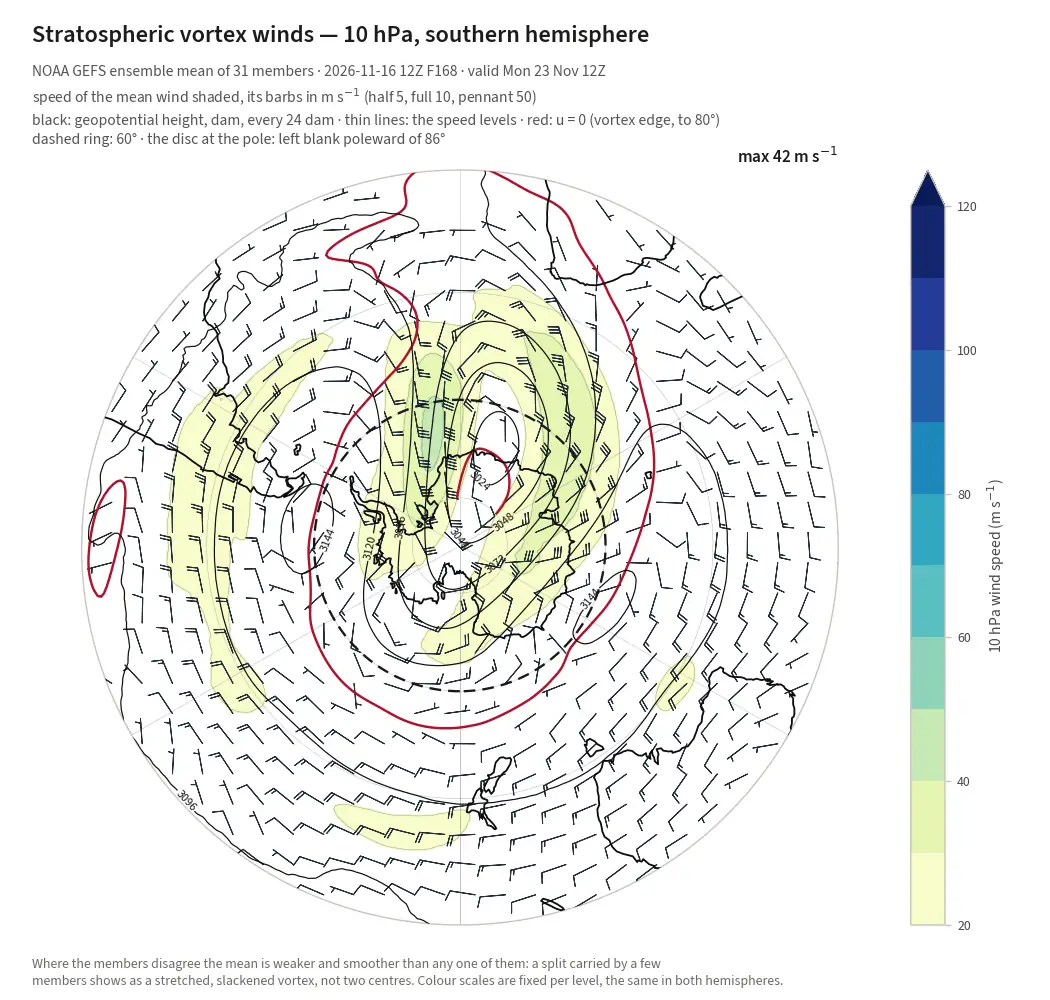 Stratospheric vortex winds — 10 hPa, southern hemisphere
NOAA GEFS ensemble mean of 31 members · 2026-11-16 12Z F168 · valid Mon 23 Nov 12Z
speed of the mean wind shaded, its barbs in m s⁻¹ (half 5, full 10, pennant 50)
black: geopotential height, dam, every 24 dam · thin lines: the speed levels · red: u = 0 (vortex edge, to 80°)
dashed ring: 60° · the disc at the pole: left blank poleward of 86°
max 42 m s⁻¹
120
100
80
60
40
20
10 hPa wind speed (m s⁻¹)
3024
3048
3048
3072
3120
3144
3144
3096
Where the members disagree the mean is weaker and smoother than any one of them: a split carried by a few
members shows as a stretched, slackened vortex, not two centres. Colour scales are fixed per level, the same in both hemispheres.